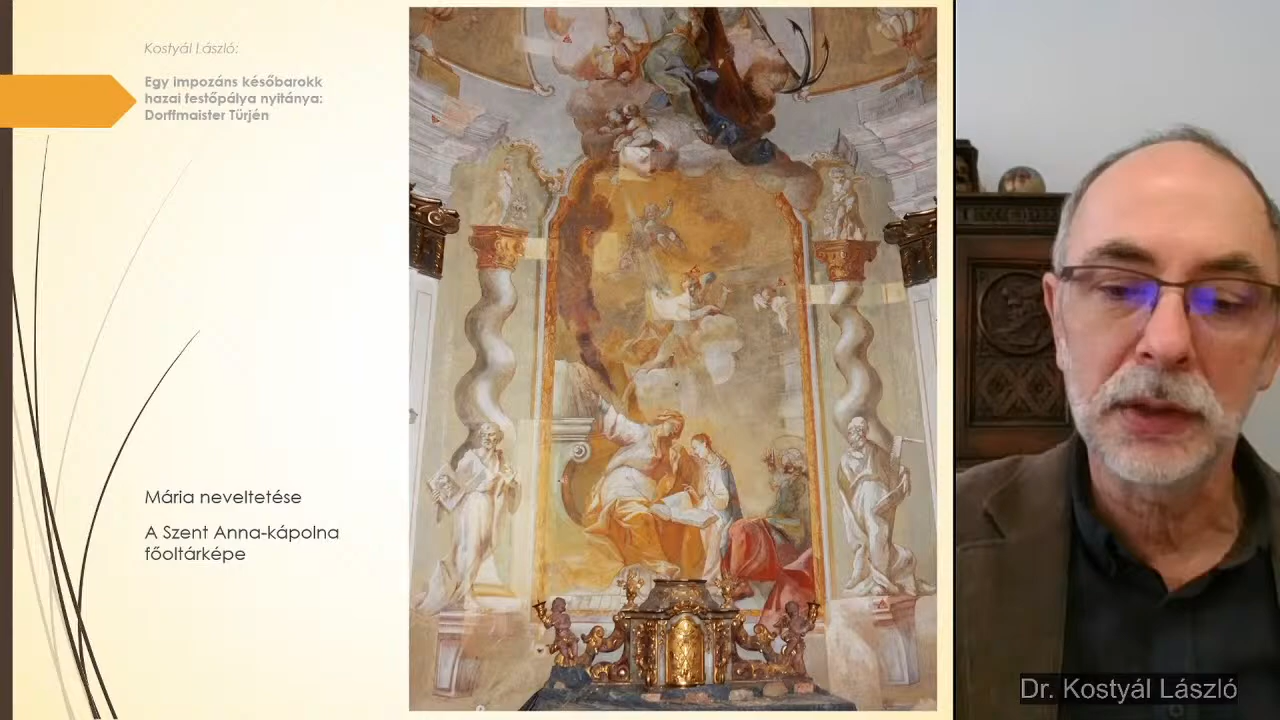 Kostyál László:
Egy impozáns későbarokk
hazai festőpálya nyitánya:
Dorffmaister Türjén
Mária neveltetése
A Szent Anna-kápolna
főoltárképe
Dr. Kostyál László